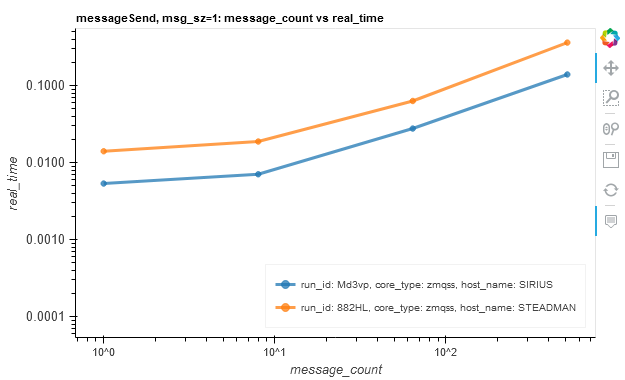 messageSend, msg_sz=1: message_count vs real_time
real_time
0.1000
0.0100
0.0010
0.0001
run_id: Md3vp, core_type: zmqss, host_name: SIRIUS
run_id: 882HL, core_type: zmqss, host_name: STEADMAN
10^0 10^1 10^2
message_count